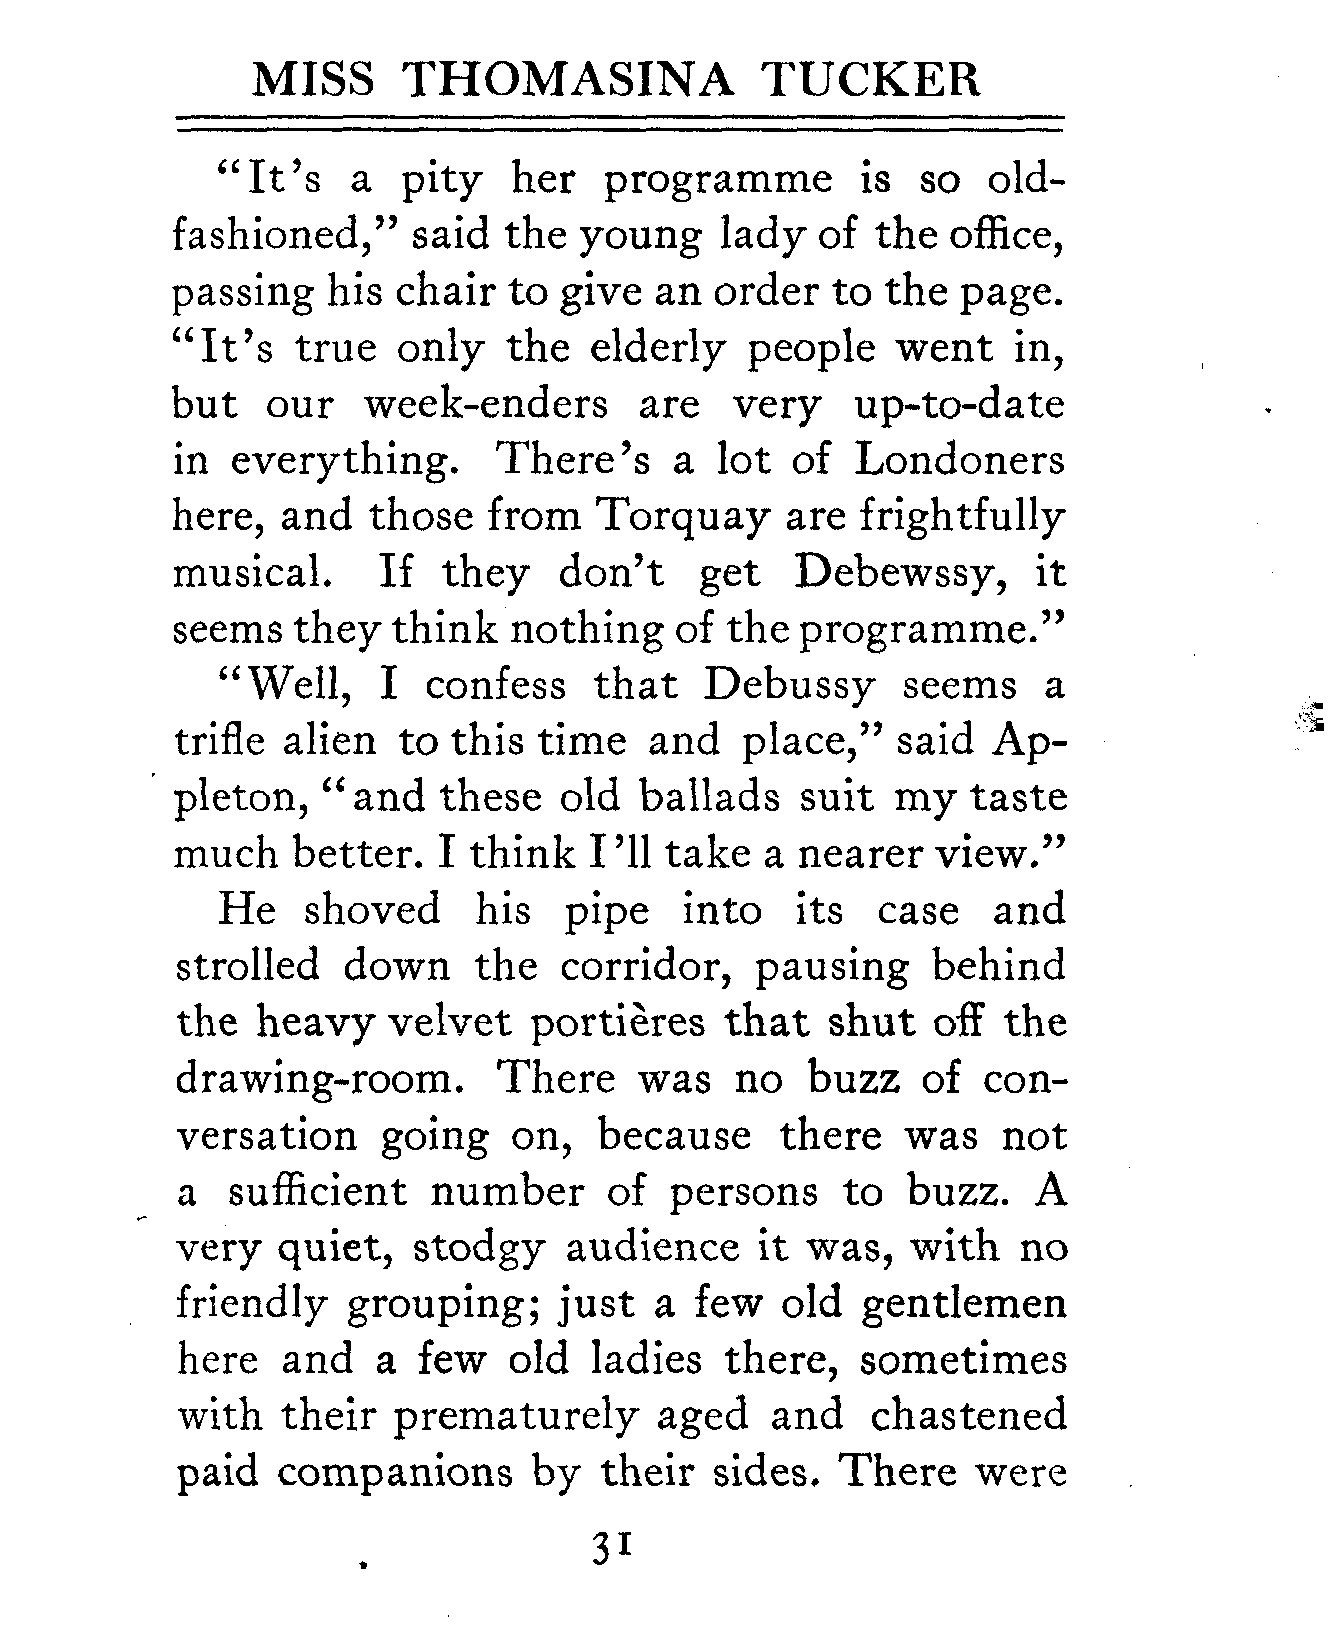 MISS THOMASINA TUCKER
"It's a pity her programme is so old-
fashioned," said the young lady of the office,
passing his chair to give an order to the page.
"It's true only the elderly people went in,
but our week-enders are very up-to-date
in everything. There's a lot of Londoners
here, and those from Torquay are frightfully
musical. If they don't get Debewssy, it
seems they think nothing of the programme."
"Well, I confess that Debussy seems a
trifle alien to this time and place," said Ap-
pleton, "and these old ballads suit my taste
much better. I think I'll take a nearer view."
He shoved his pipe into its case and
strolled down the corridor, pausing behind
the heavy velvet portières that shut off the
drawing-room. There was no buzz of con-
versation going on, because there was not
a sufficient number of persons to buzz. A
very quiet, stodgy audience it was, with no
friendly grouping; just a few old gentlemen
here and a few old ladies there, sometimes
with their prematurely aged and chastened
paid companions by their sides. There were
31